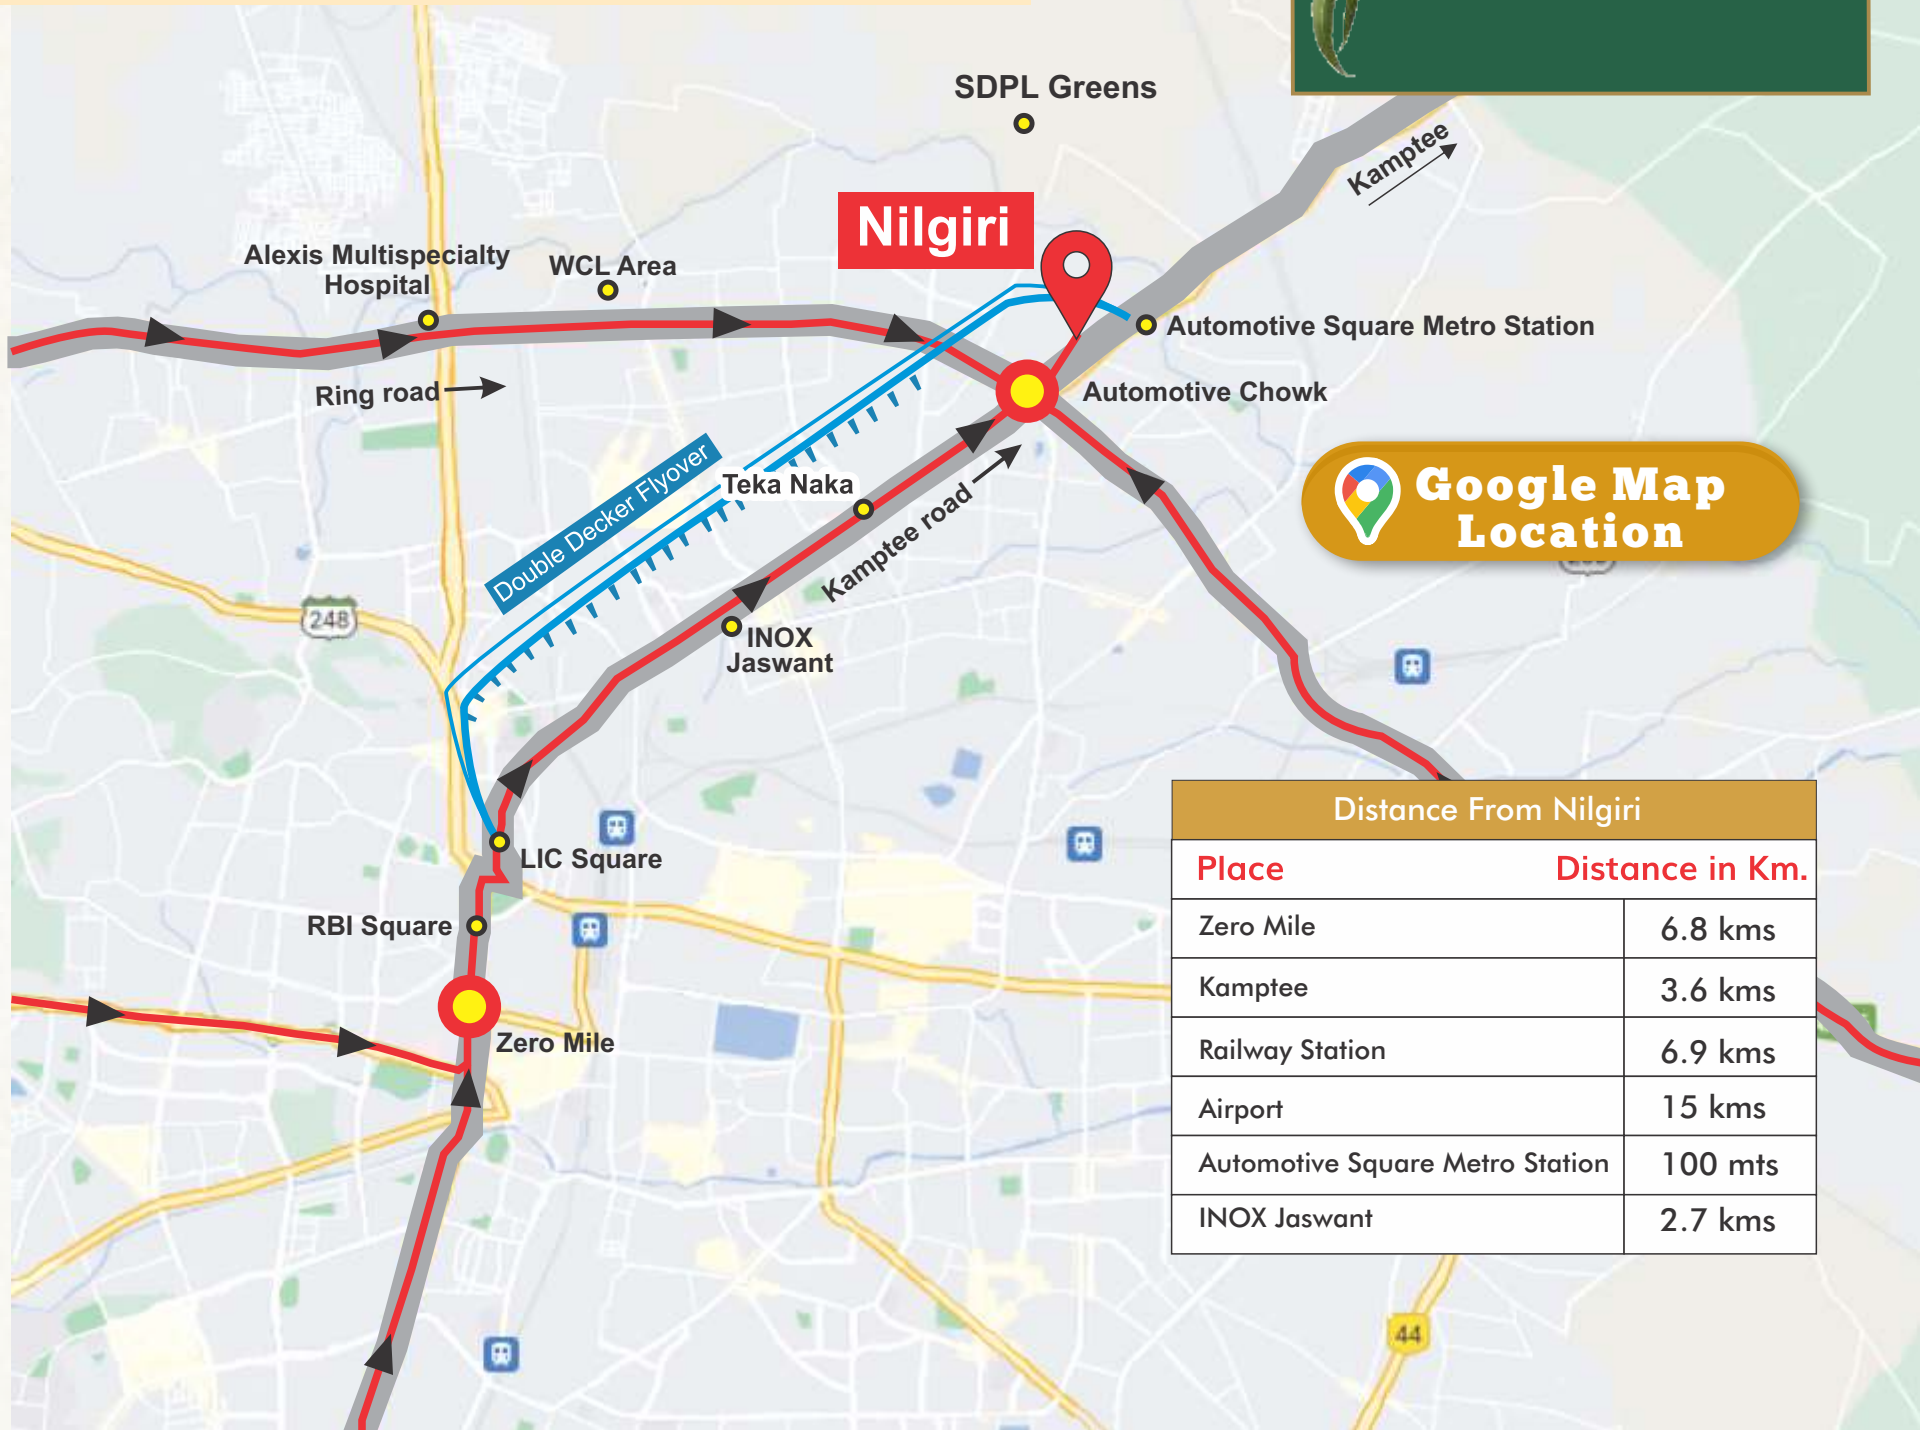 SDPL Greens
Kamptee
Nilgiri
Alexis Multispecialty
Hospital
WCL Area
Automotive Square Metro Station
Ring road
Automotive Chowk
Double Decker Flyover
Teka Naka
Kamptee road
Google Map
Location
248
INOX
Jaswant
LIC Square
RBI Square
Zero Mile
Distance From Nilgiri
Place Distance in Km.
Zero Mile 6.8 kms
Kamptee 3.6 kms
Railway Station 6.9 kms
Airport 15 kms
Automotive Square Metro Station 100 mts
INOX Jaswant 2.7 kms
44